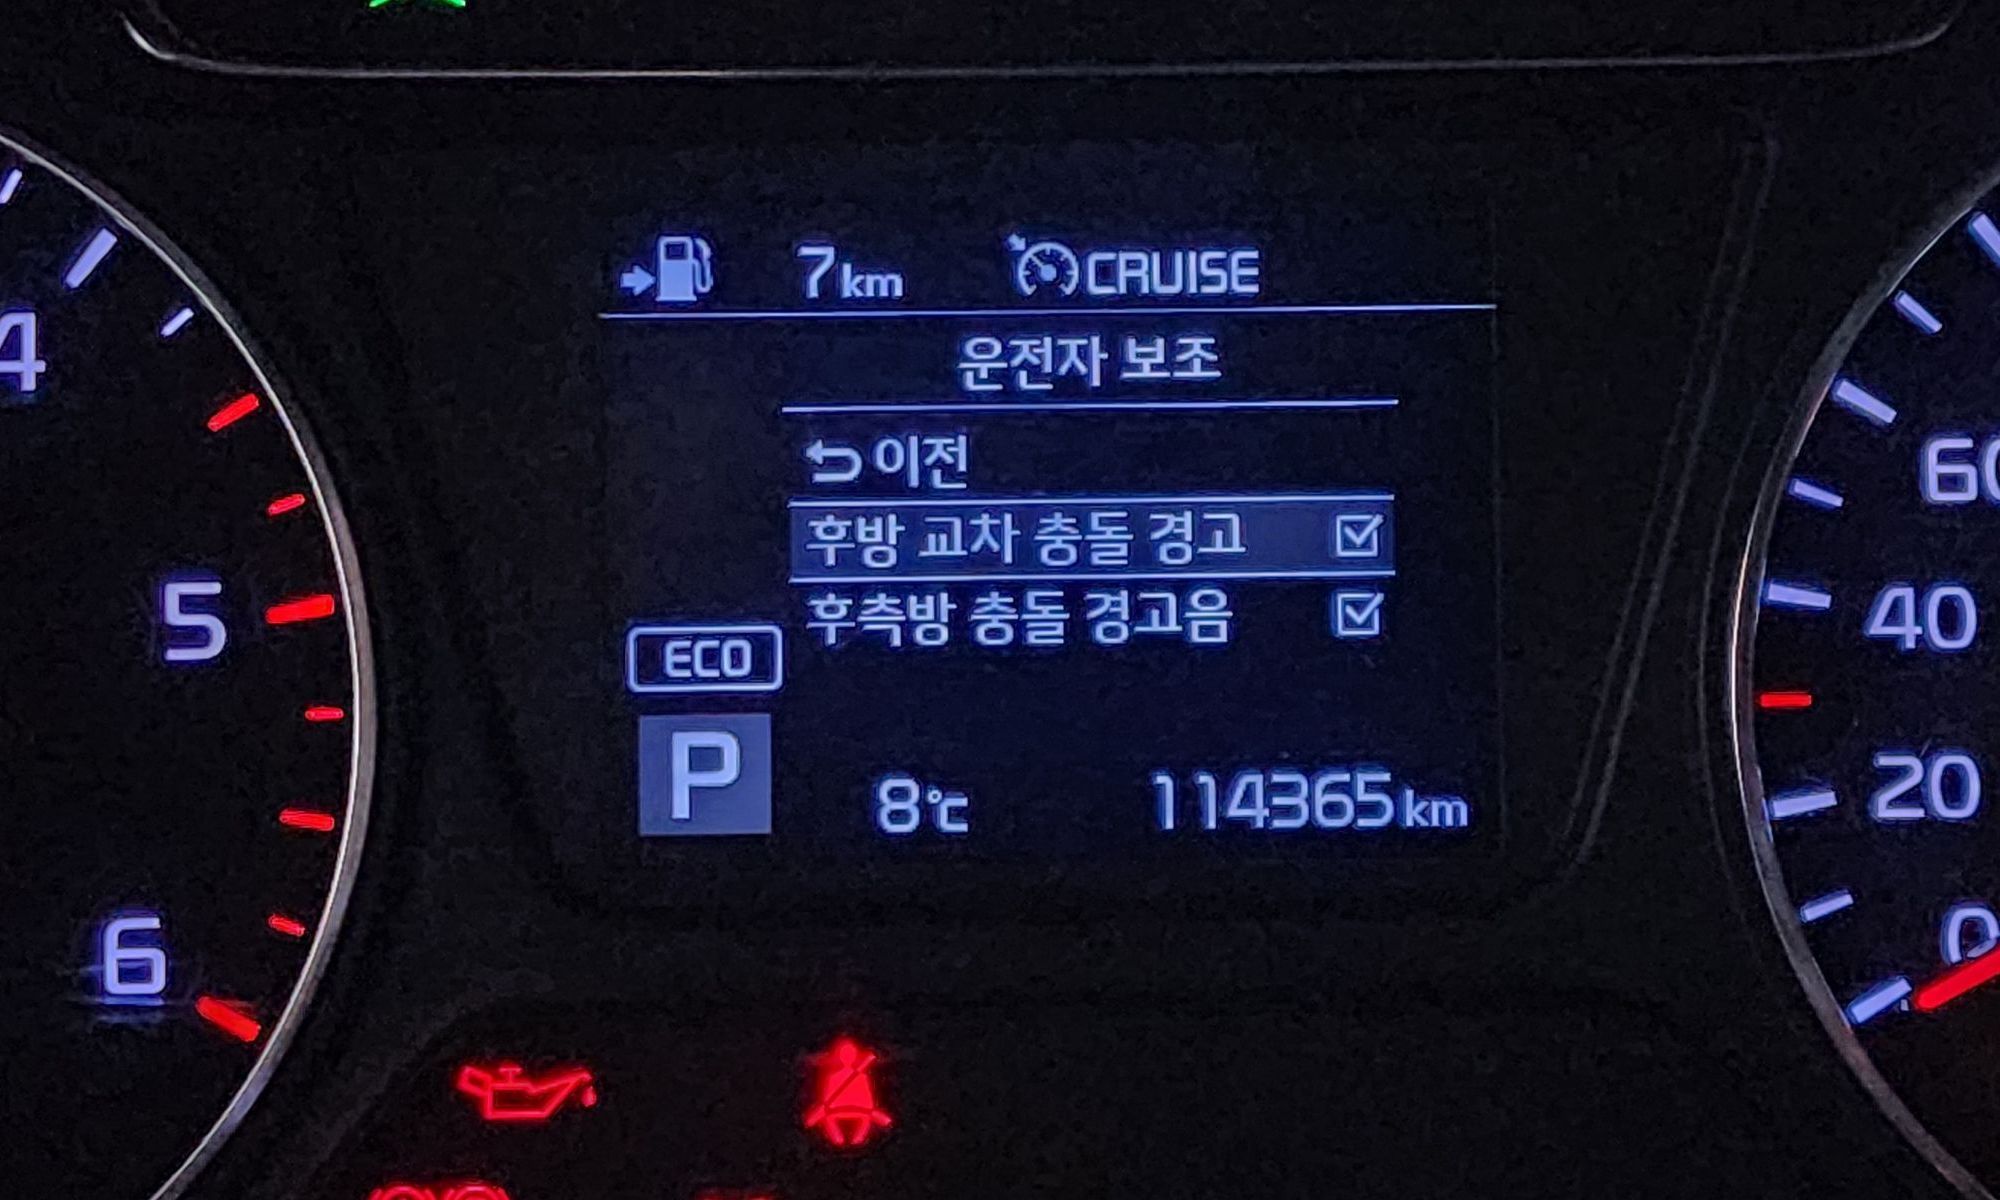 7km CRUISE
운전자 보조
이전
후방 교차 충돌 경고
후측방 충돌 경고음
ECO
P
8℃ 114365km
4
5
6
60
40
20
0